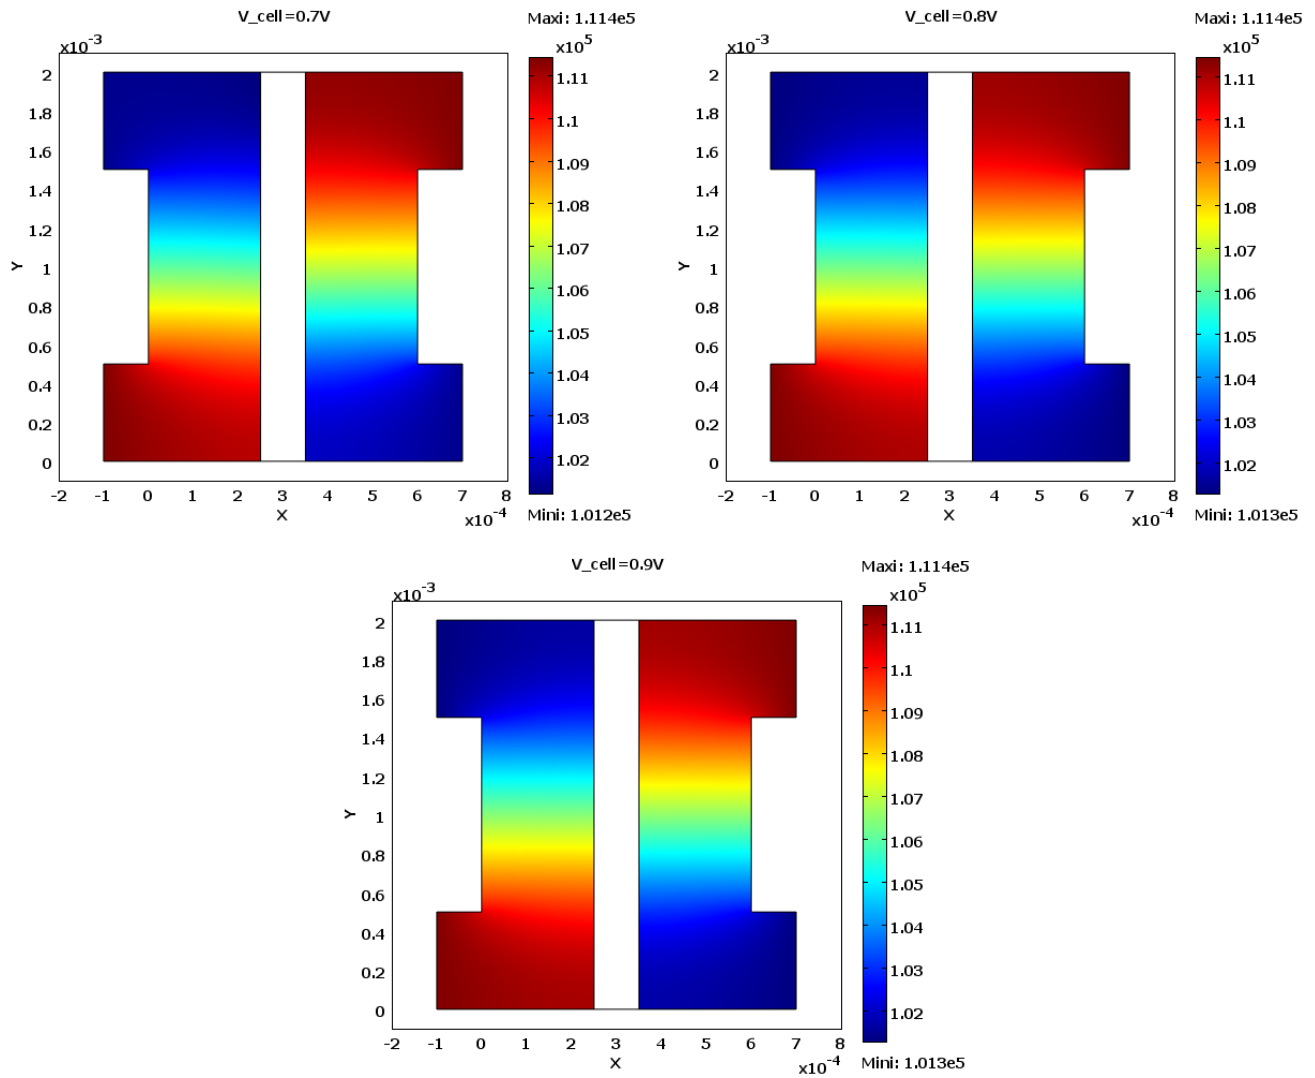 V_cell=0.7V
Maxi: 1.114e5
x10^-3
x10^5
2
1.8
1.6
1.4
1.2
1
0.8
0.6
0.4
0.2
0
Y
-2 -1 0 1 2 3 4 5 6 7 8
X
x10^-4
1.11
1.1
1.09
1.08
1.07
1.06
1.05
1.04
1.03
1.02
Mini: 1.012e5
V_cell=0.8V
Maxi: 1.114e5
x10^-3
x10^5
2
1.8
1.6
1.4
1.2
1
0.8
0.6
0.4
0.2
0
Y
-2 -1 0 1 2 3 4 5 6 7 8
X
x10^-4
1.11
1.1
1.09
1.08
1.07
1.06
1.05
1.04
1.03
1.02
Mini: 1.013e5
V_cell=0.9V
Maxi: 1.114e5
x10^-3
x10^5
2
1.8
1.6
1.4
1.2
1
0.8
0.6
0.4
0.2
0
Y
-2 -1 0 1 2 3 4 5 6 7 8
X
x10^-4
1.11
1.1
1.09
1.08
1.07
1.06
1.05
1.04
1.03
1.02
Mini: 1.013e5